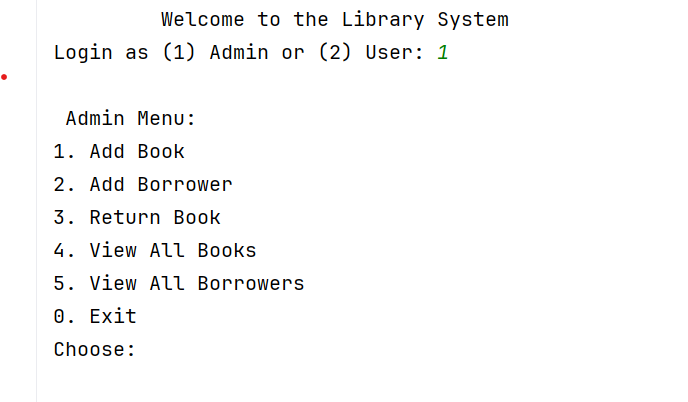 Welcome to the Library System
Login as (1) Admin or (2) User: 1
Admin Menu:
1. Add Book
2. Add Borrower
3. Return Book
4. View All Books
5. View All Borrowers
0. Exit
Choose: